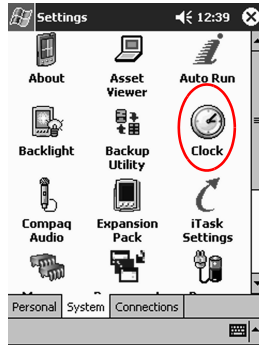 Settings
12:39
About
Asset
Viewer
Auto Run
Backlight
Backup
Utility
Clock
Compaq
Audio
Expansion
Pack
iTask
Settings
Personal
System
Connections